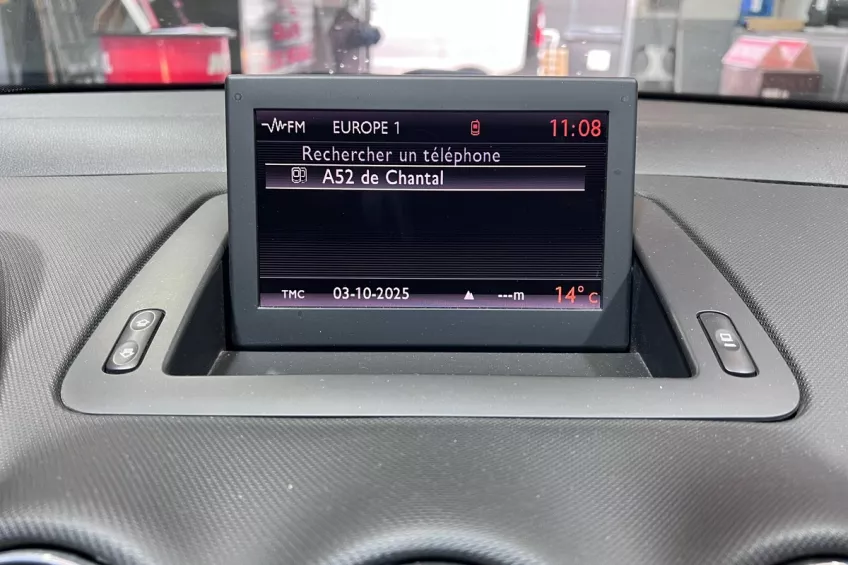 FM EUROPE 1 11:08
Rechercher un téléphone
A52 de Chantal
TMC 03-10-2025 ---m 14° C